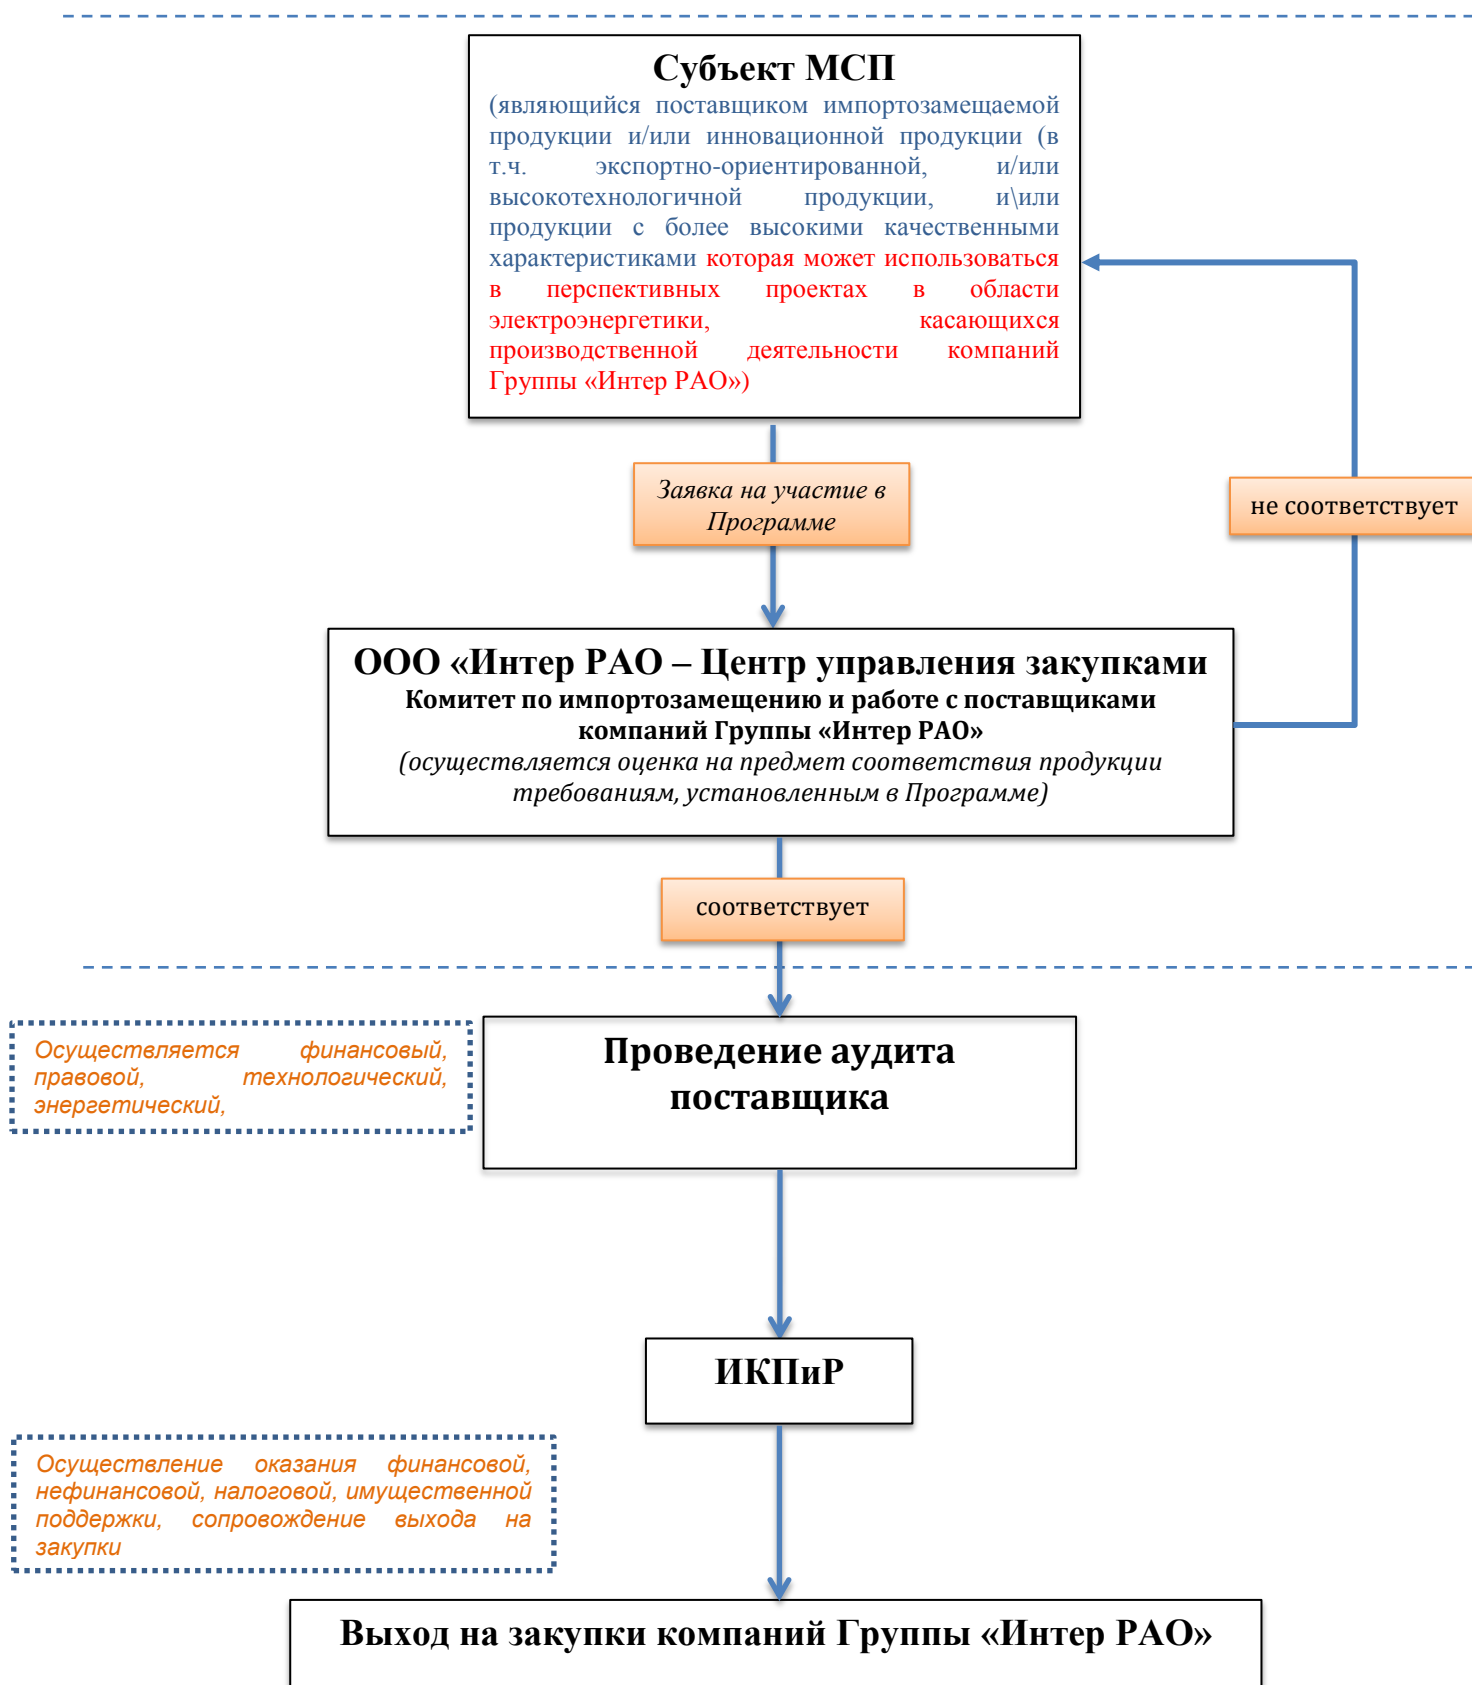 Субъект МСП
(являющийся поставщиком импортозамещаемой
продукции и/или инновационной продукции (в
т.ч. экспортно-ориентированной, и/или
высокотехнологичной продукции, и\или
продукции с более высокими качественными
характеристиками которая может использоваться
в перспективных проектах в области
электроэнергетики, касающихся
производственной деятельности компаний
Группы «Интер РАО»)
Заявка на участие в
Программе
не соответствует
ООО «Интер РАО – Центр управления закупками
Комитет по импортозамещению и работе с поставщиками
компаний Группы «Интер РАО»
(осуществляется оценка на предмет соответствия продукции
требованиям, установленным в Программе)
соответствует
Осуществляется финансовый,
правовой, технологический,
энергетический,
Проведение аудита
поставщика
ИКПиР
Осуществление оказания финансовой,
нефинансовой, налоговой, имущественной
поддержки, сопровождение выхода на
закупки
Выход на закупки компаний Группы «Интер РАО»